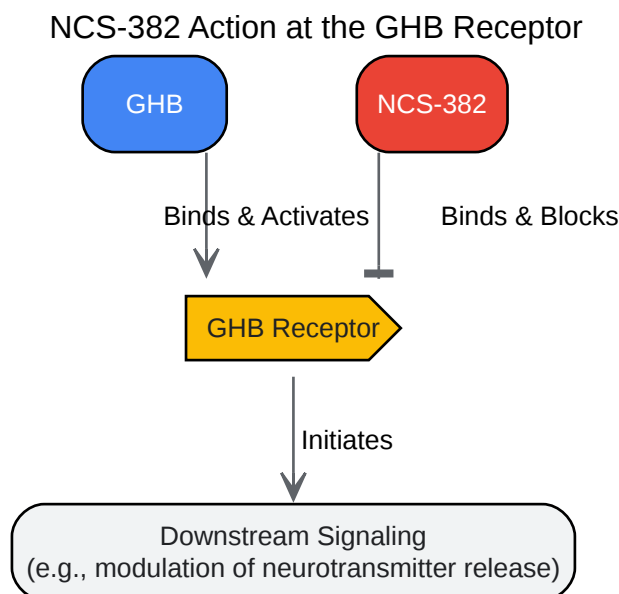 NCS-382 Action at the GHB Receptor
GHB
NCS-382
Binds & Activates
Binds & Blocks
GHB Receptor
Initiates
Downstream Signaling
(e.g., modulation of neurotransmitter release)